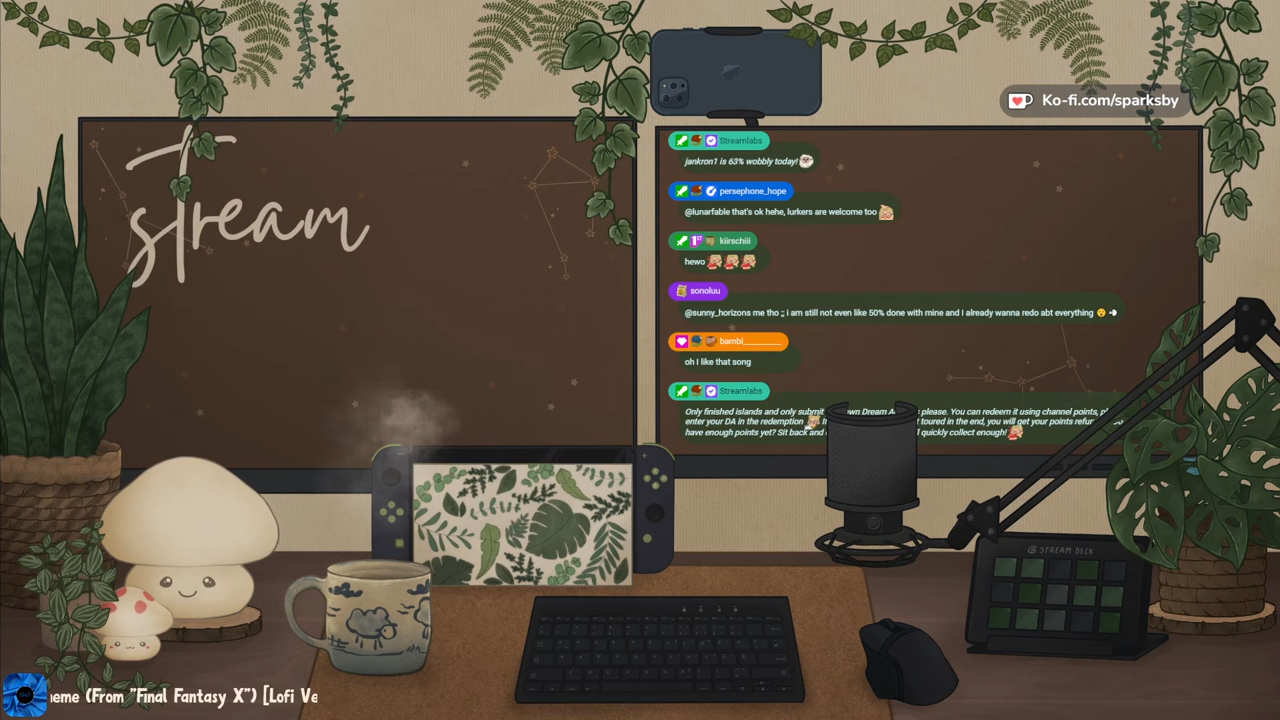 Ko-fi.com/sparksby
Stream
Streamlabs
jankron1 is 63% wobbly today!
persephone_hope
@lunarfable that's ok hehe, lurkers are welcome too
1st kiirschiii
hewo
sonoluu
@sunny_horizons me tho ;; i am still not even like 50% done with mine and I already wanna redo abt everything
bambi_________
oh I like that song
Streamlabs
Only finished islands and only submit own Dream please. You can redeem it using channel points,
enter your DA in the redemption toured in the end, you will get your points
have enough points yet? Sit back and quickly collect enough!
STREAM DECK
(From "Final Fantasy X") [Lofi